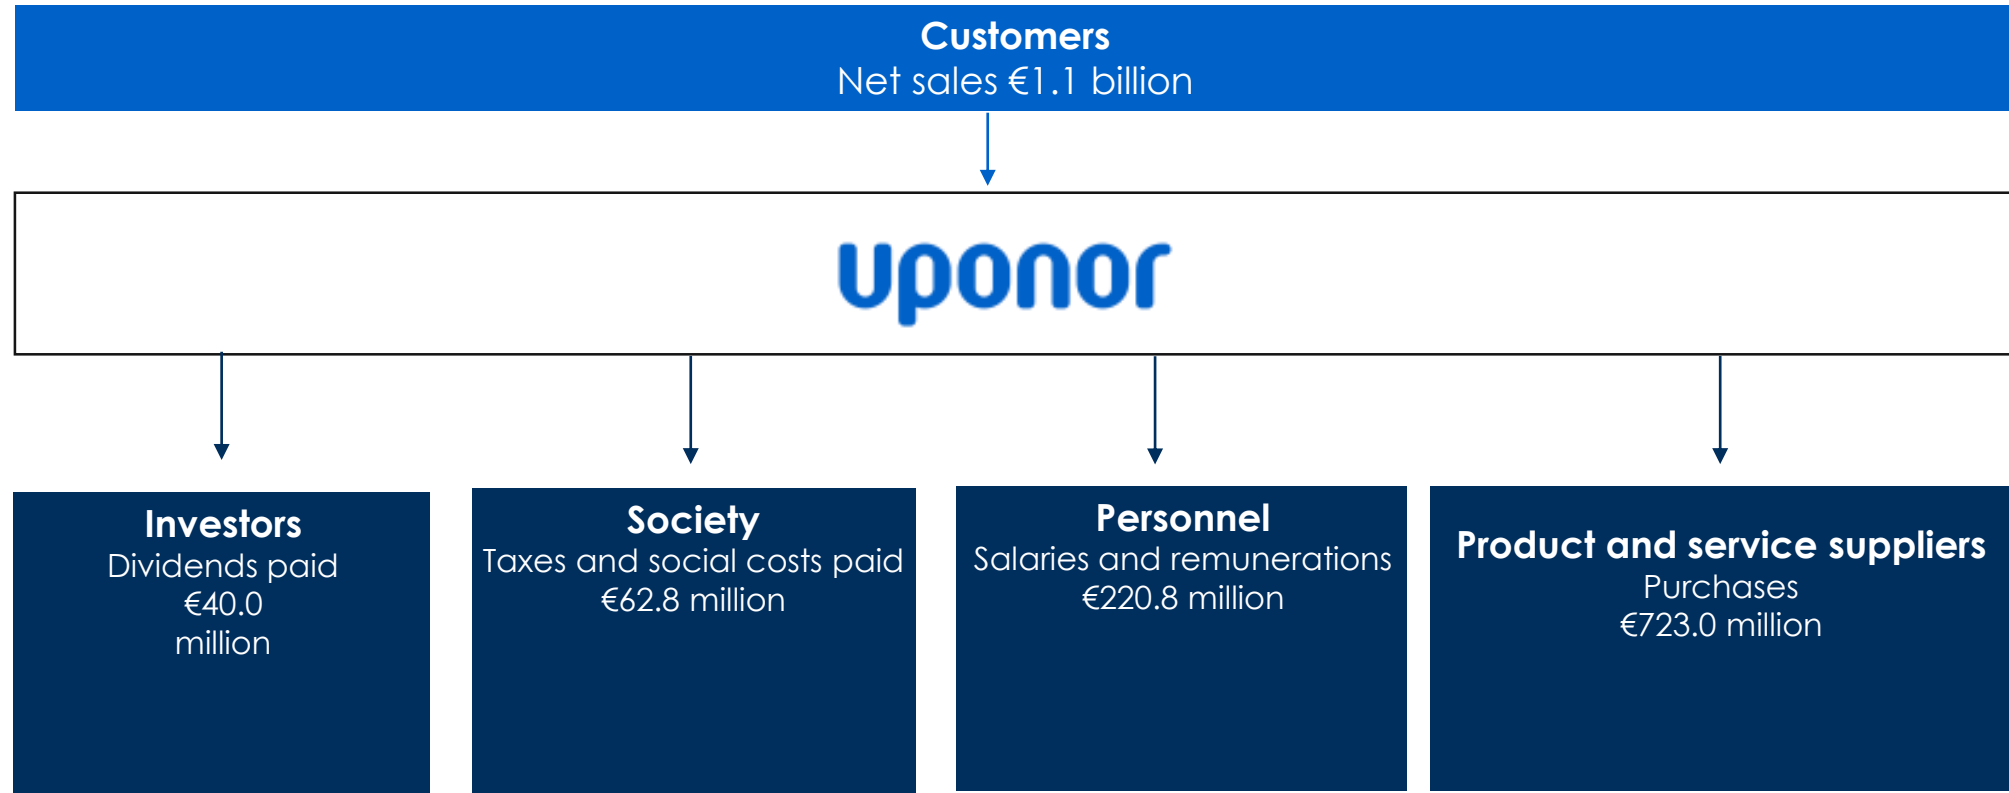 Customers
Net sales €1.1 billion
uponor
Investors
Dividends paid
€40.0
million
Society
Taxes and social costs paid
€62.8 million
Personnel
Salaries and remunerations
€220.8 million
Product and service suppliers
Purchases
€723.0 million